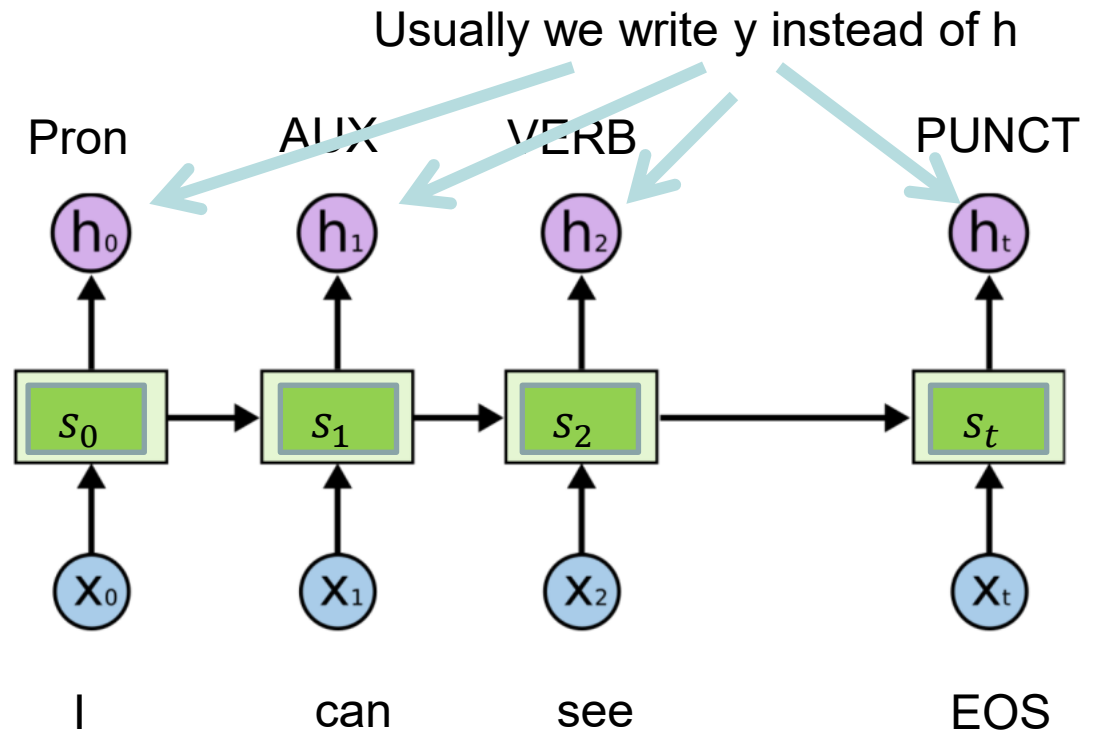 Usually we write y instead of h
Pron AUX VERB PUNCT
h₀ h₁ h₂ hₜ
s₀ s₁ s₂ sₜ
x₀ x₁ x₂ xₜ
I can see EOS